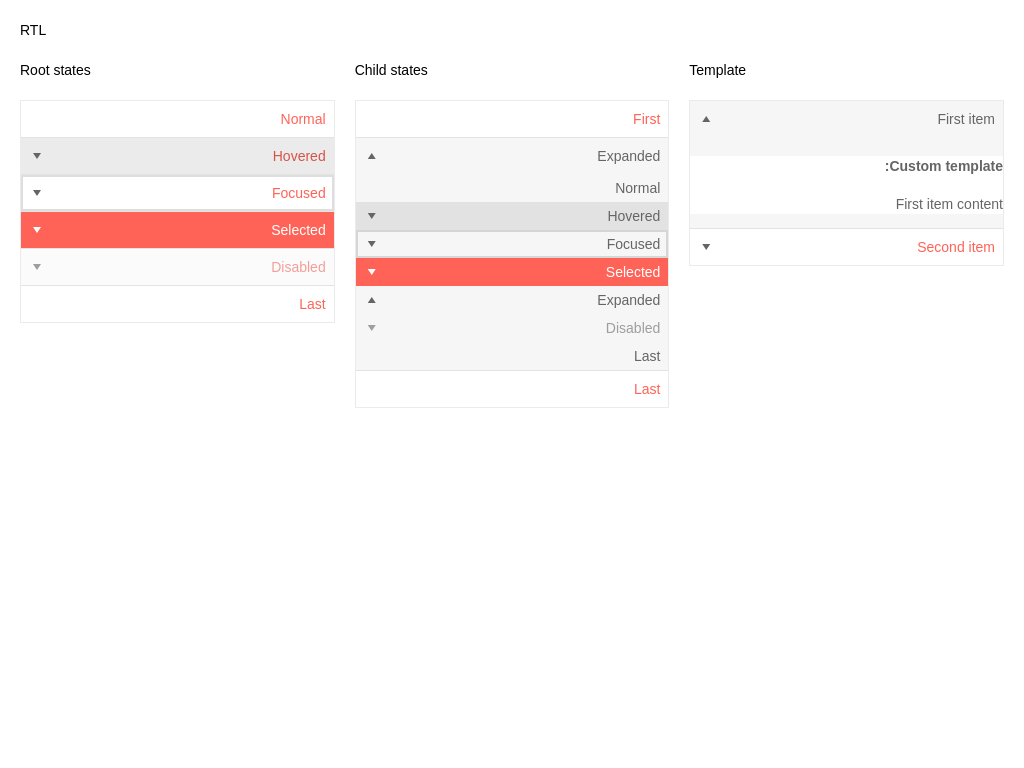 RTL
Root states
Normal
Hovered
Focused
Selected
Disabled
Last
Child states
First
Expanded
Normal
Hovered
Focused
Selected
Expanded
Disabled
Last
Last
Template
First item
:Custom template
First item content
Second item